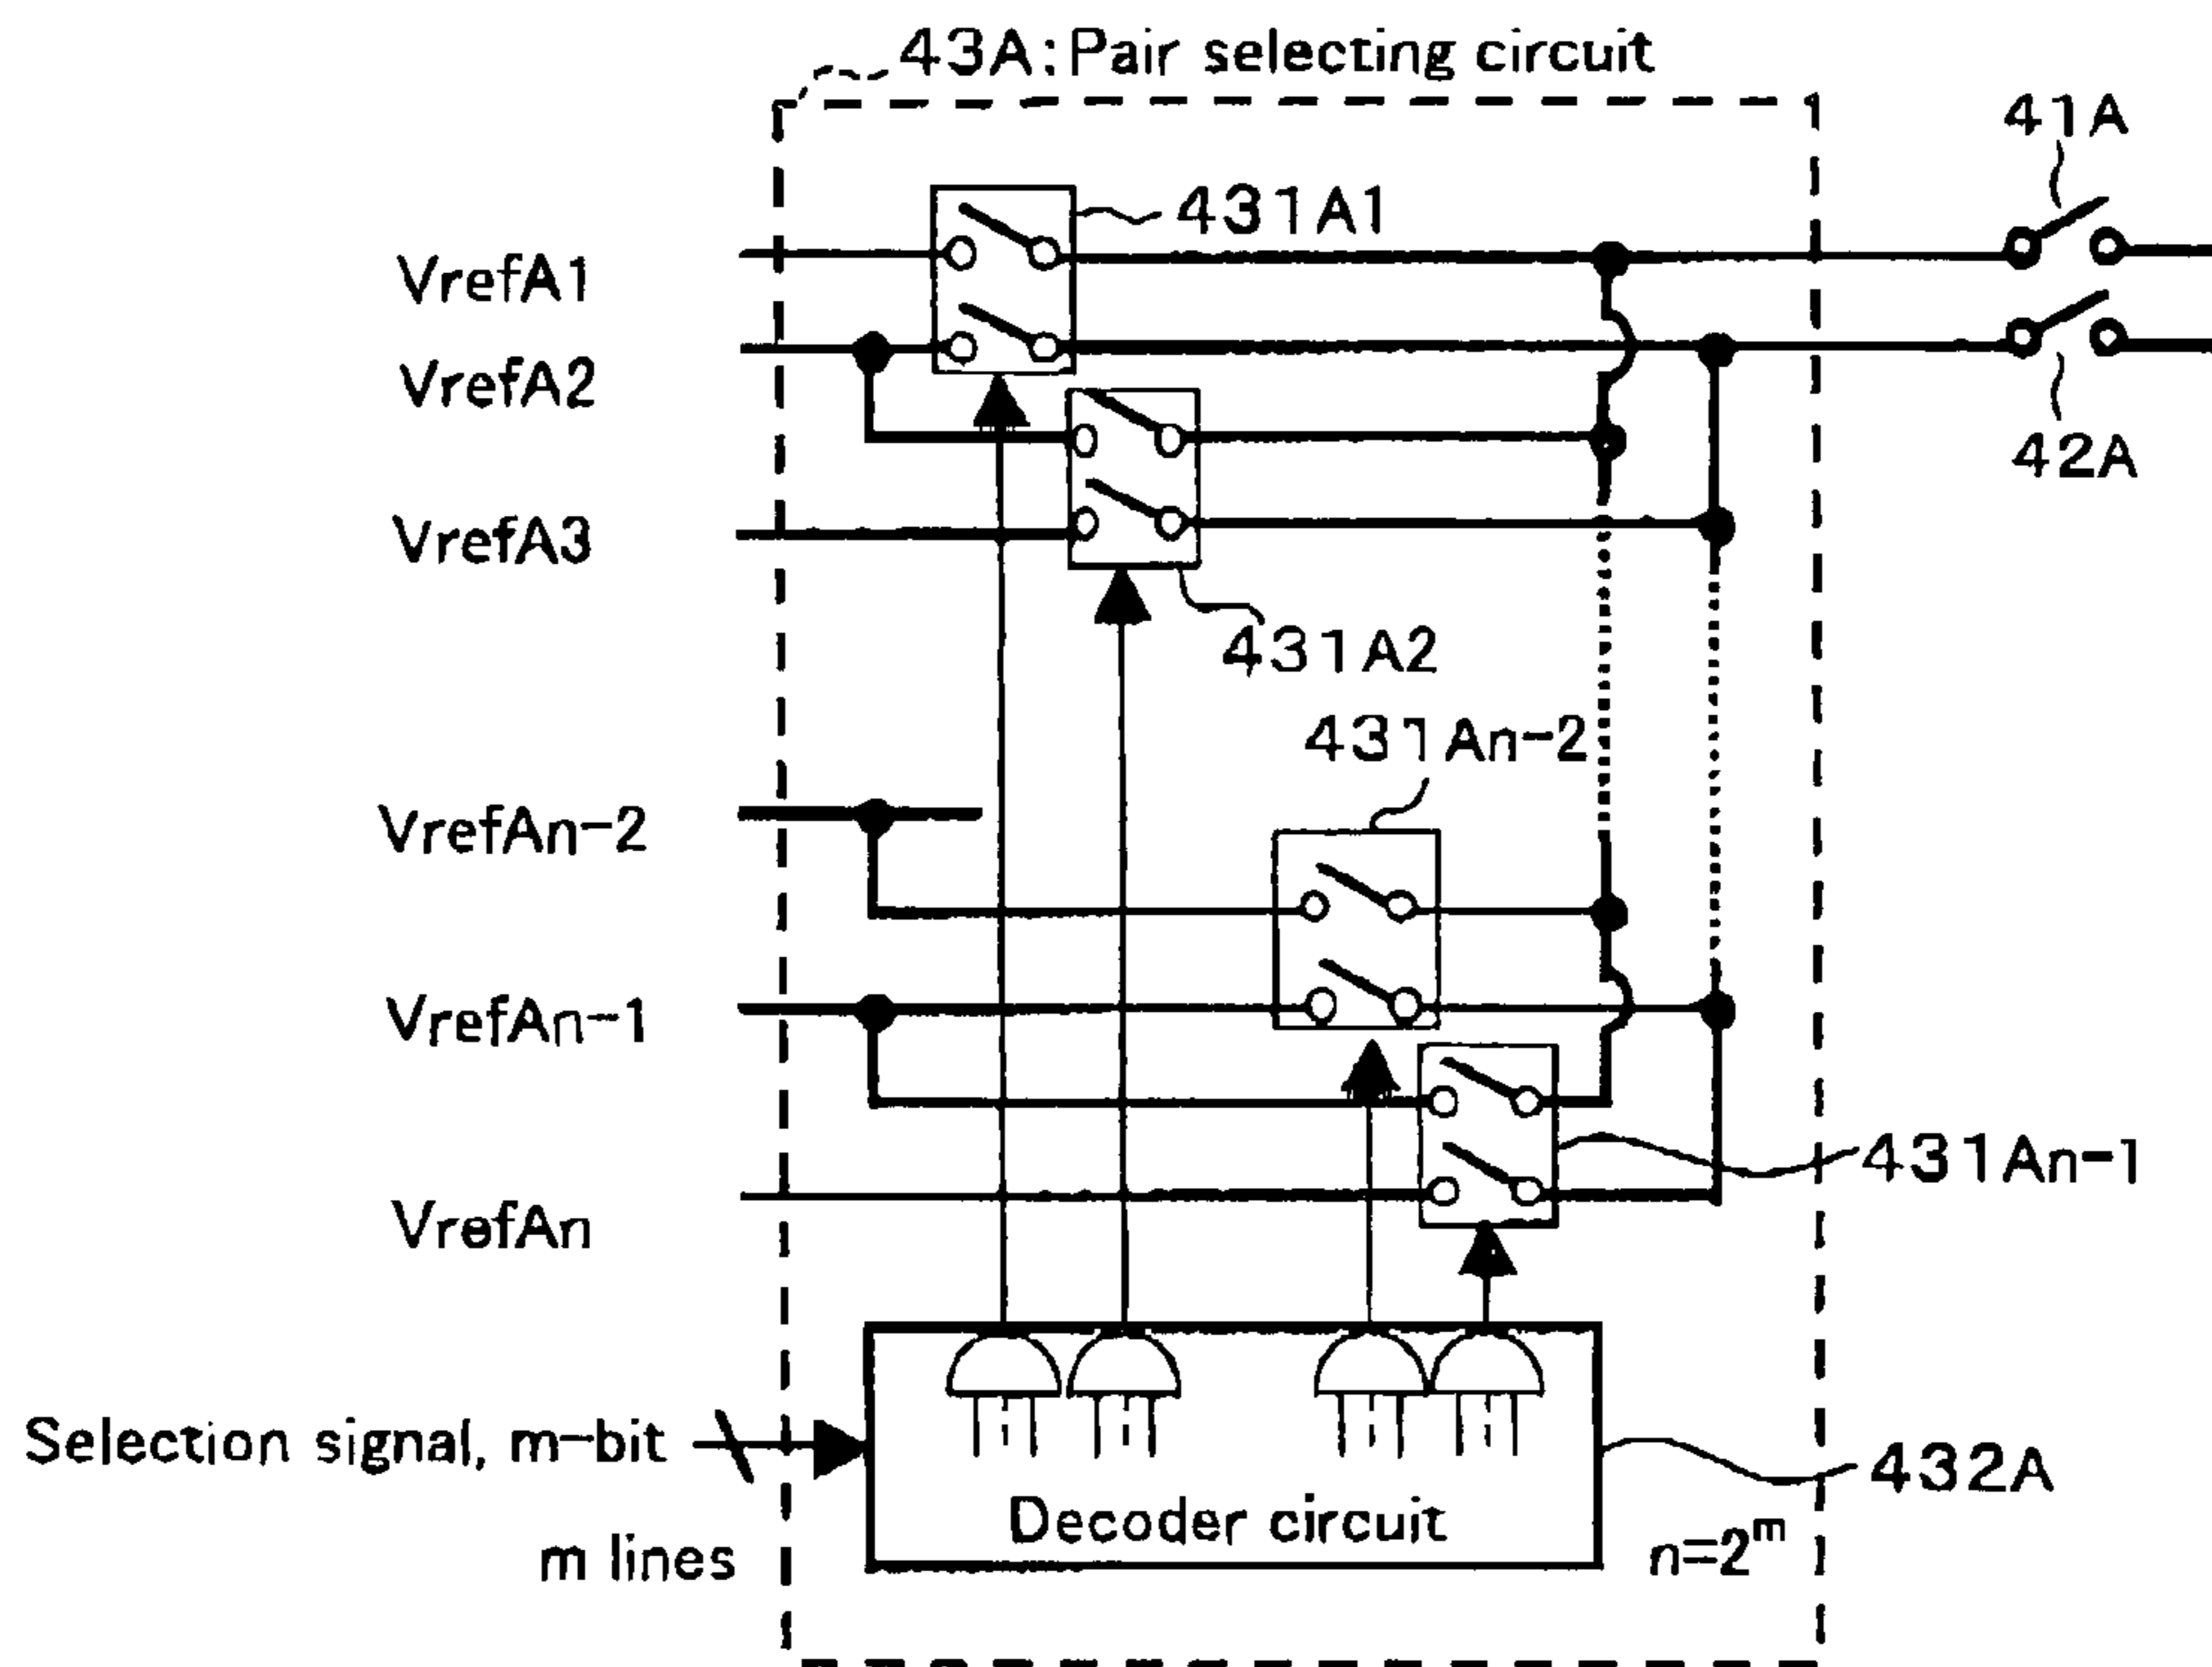 43A:Pair selecting circuit
41A
431A1
VrefA1
VrefA2
42A
VrefA3
431A2
431An-2
VrefAn-2
VrefAn-1
431An-1
VrefAn
Selection signal, m-bit
432A
Decoder circuit
m lines
n=2^m